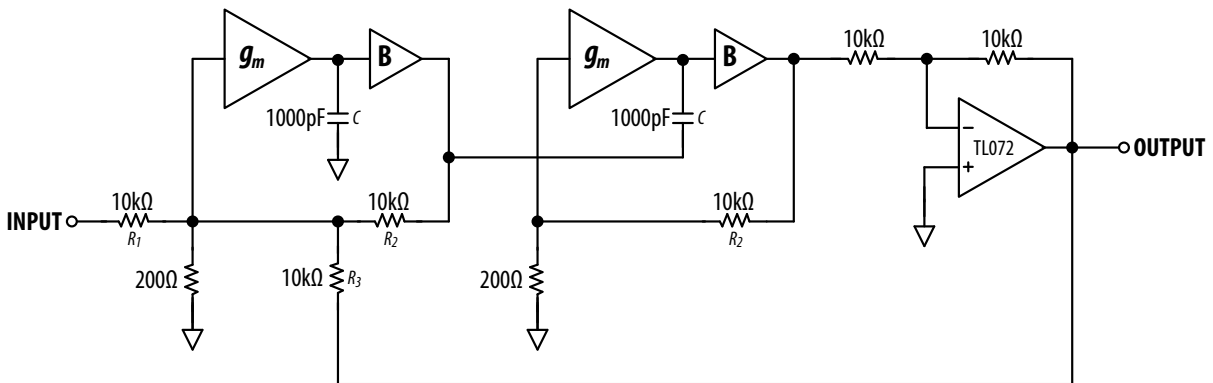 gm
B
1000pF C
gm
B
1000pF C
10kΩ
10kΩ
−
TL072
+
OUTPUT
INPUT
10kΩ
R1
10kΩ
R2
10kΩ
R2
200Ω
10kΩ R3
200Ω